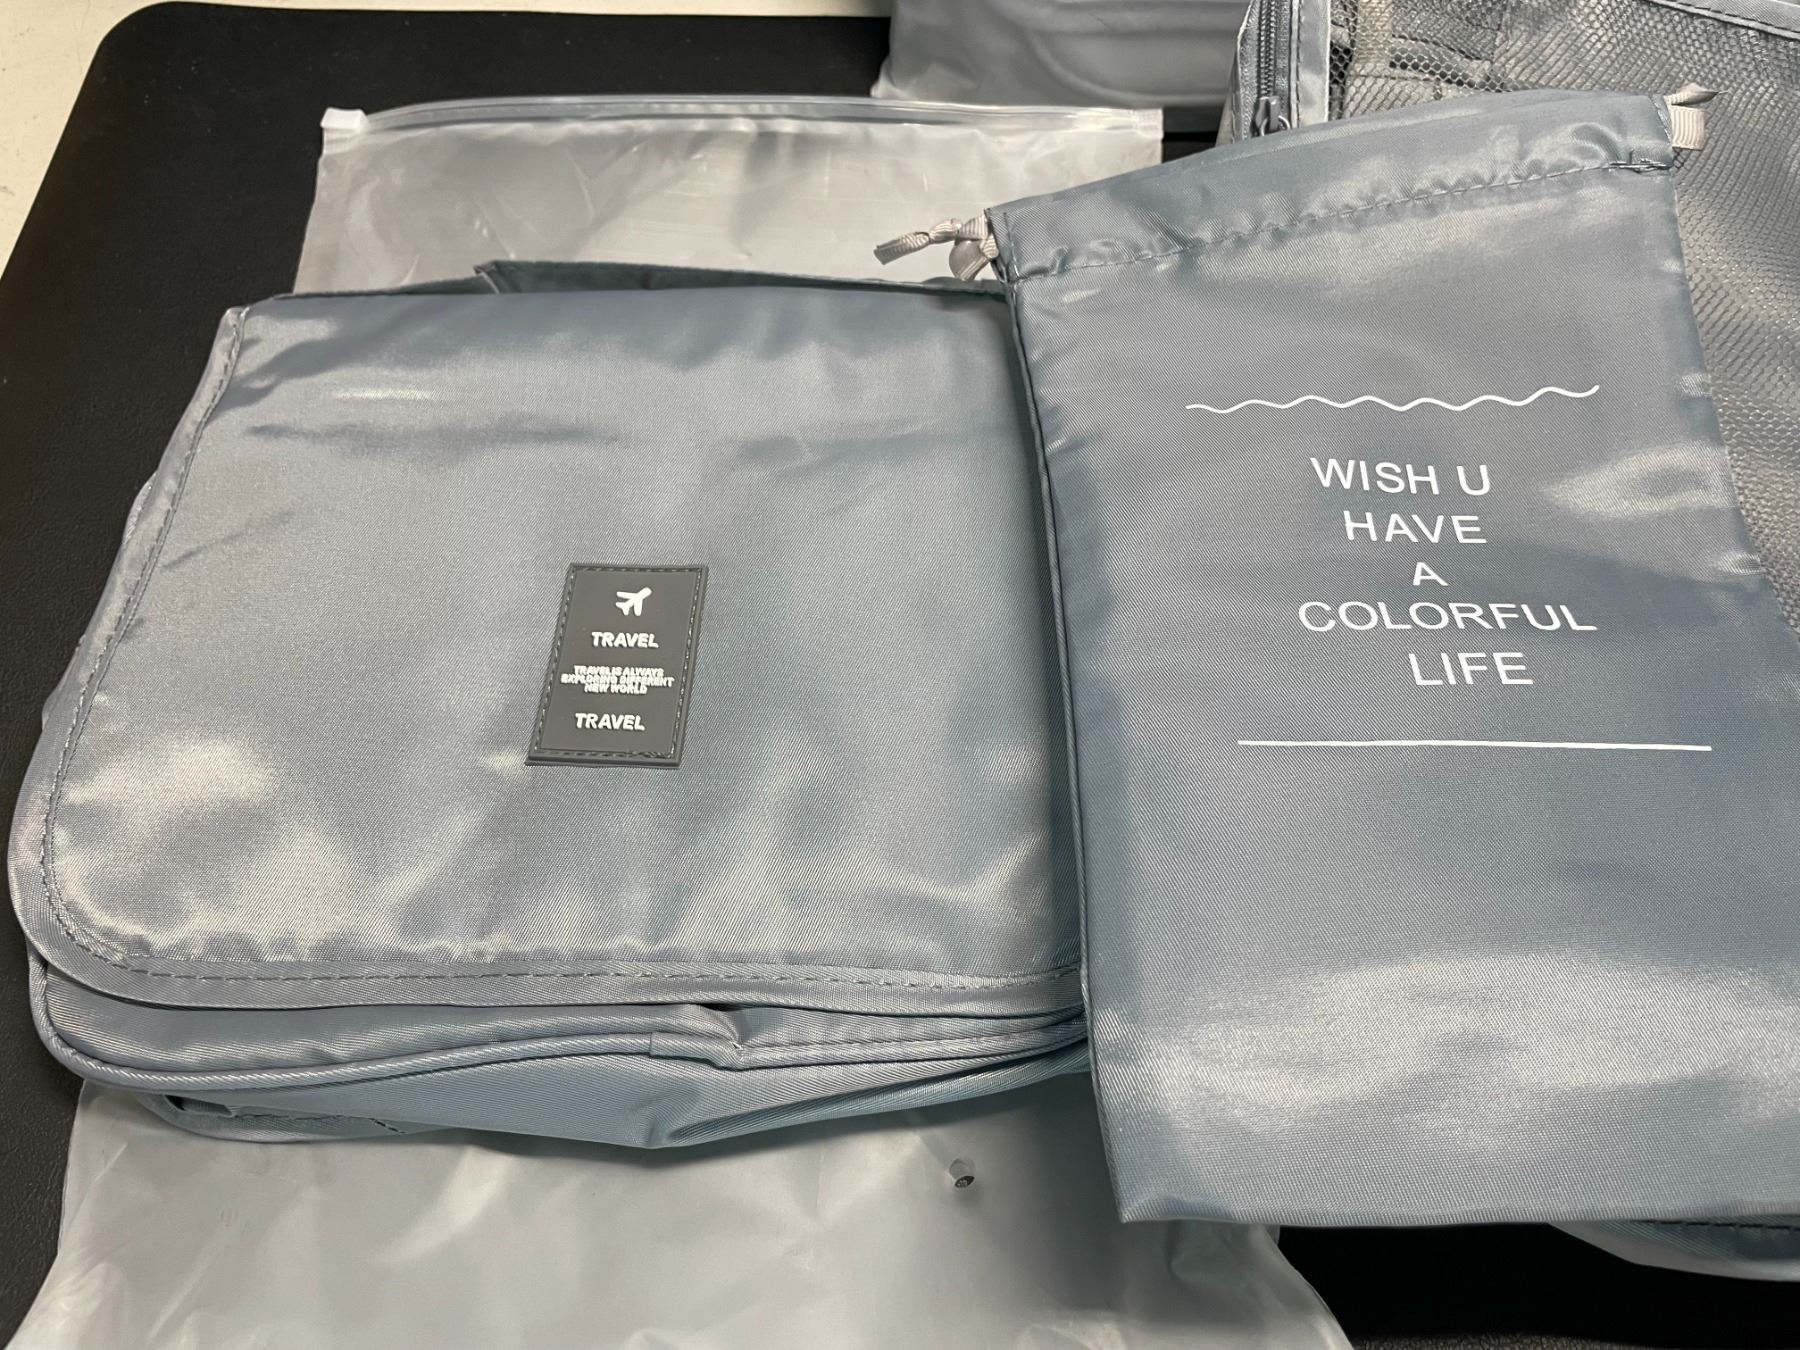 TRAVEL
TRAVEL IS ALWAYS
EXPLORING DIFFERENT
NEW WORLD
TRAVEL
WISH U
HAVE
A
COLORFUL
LIFE